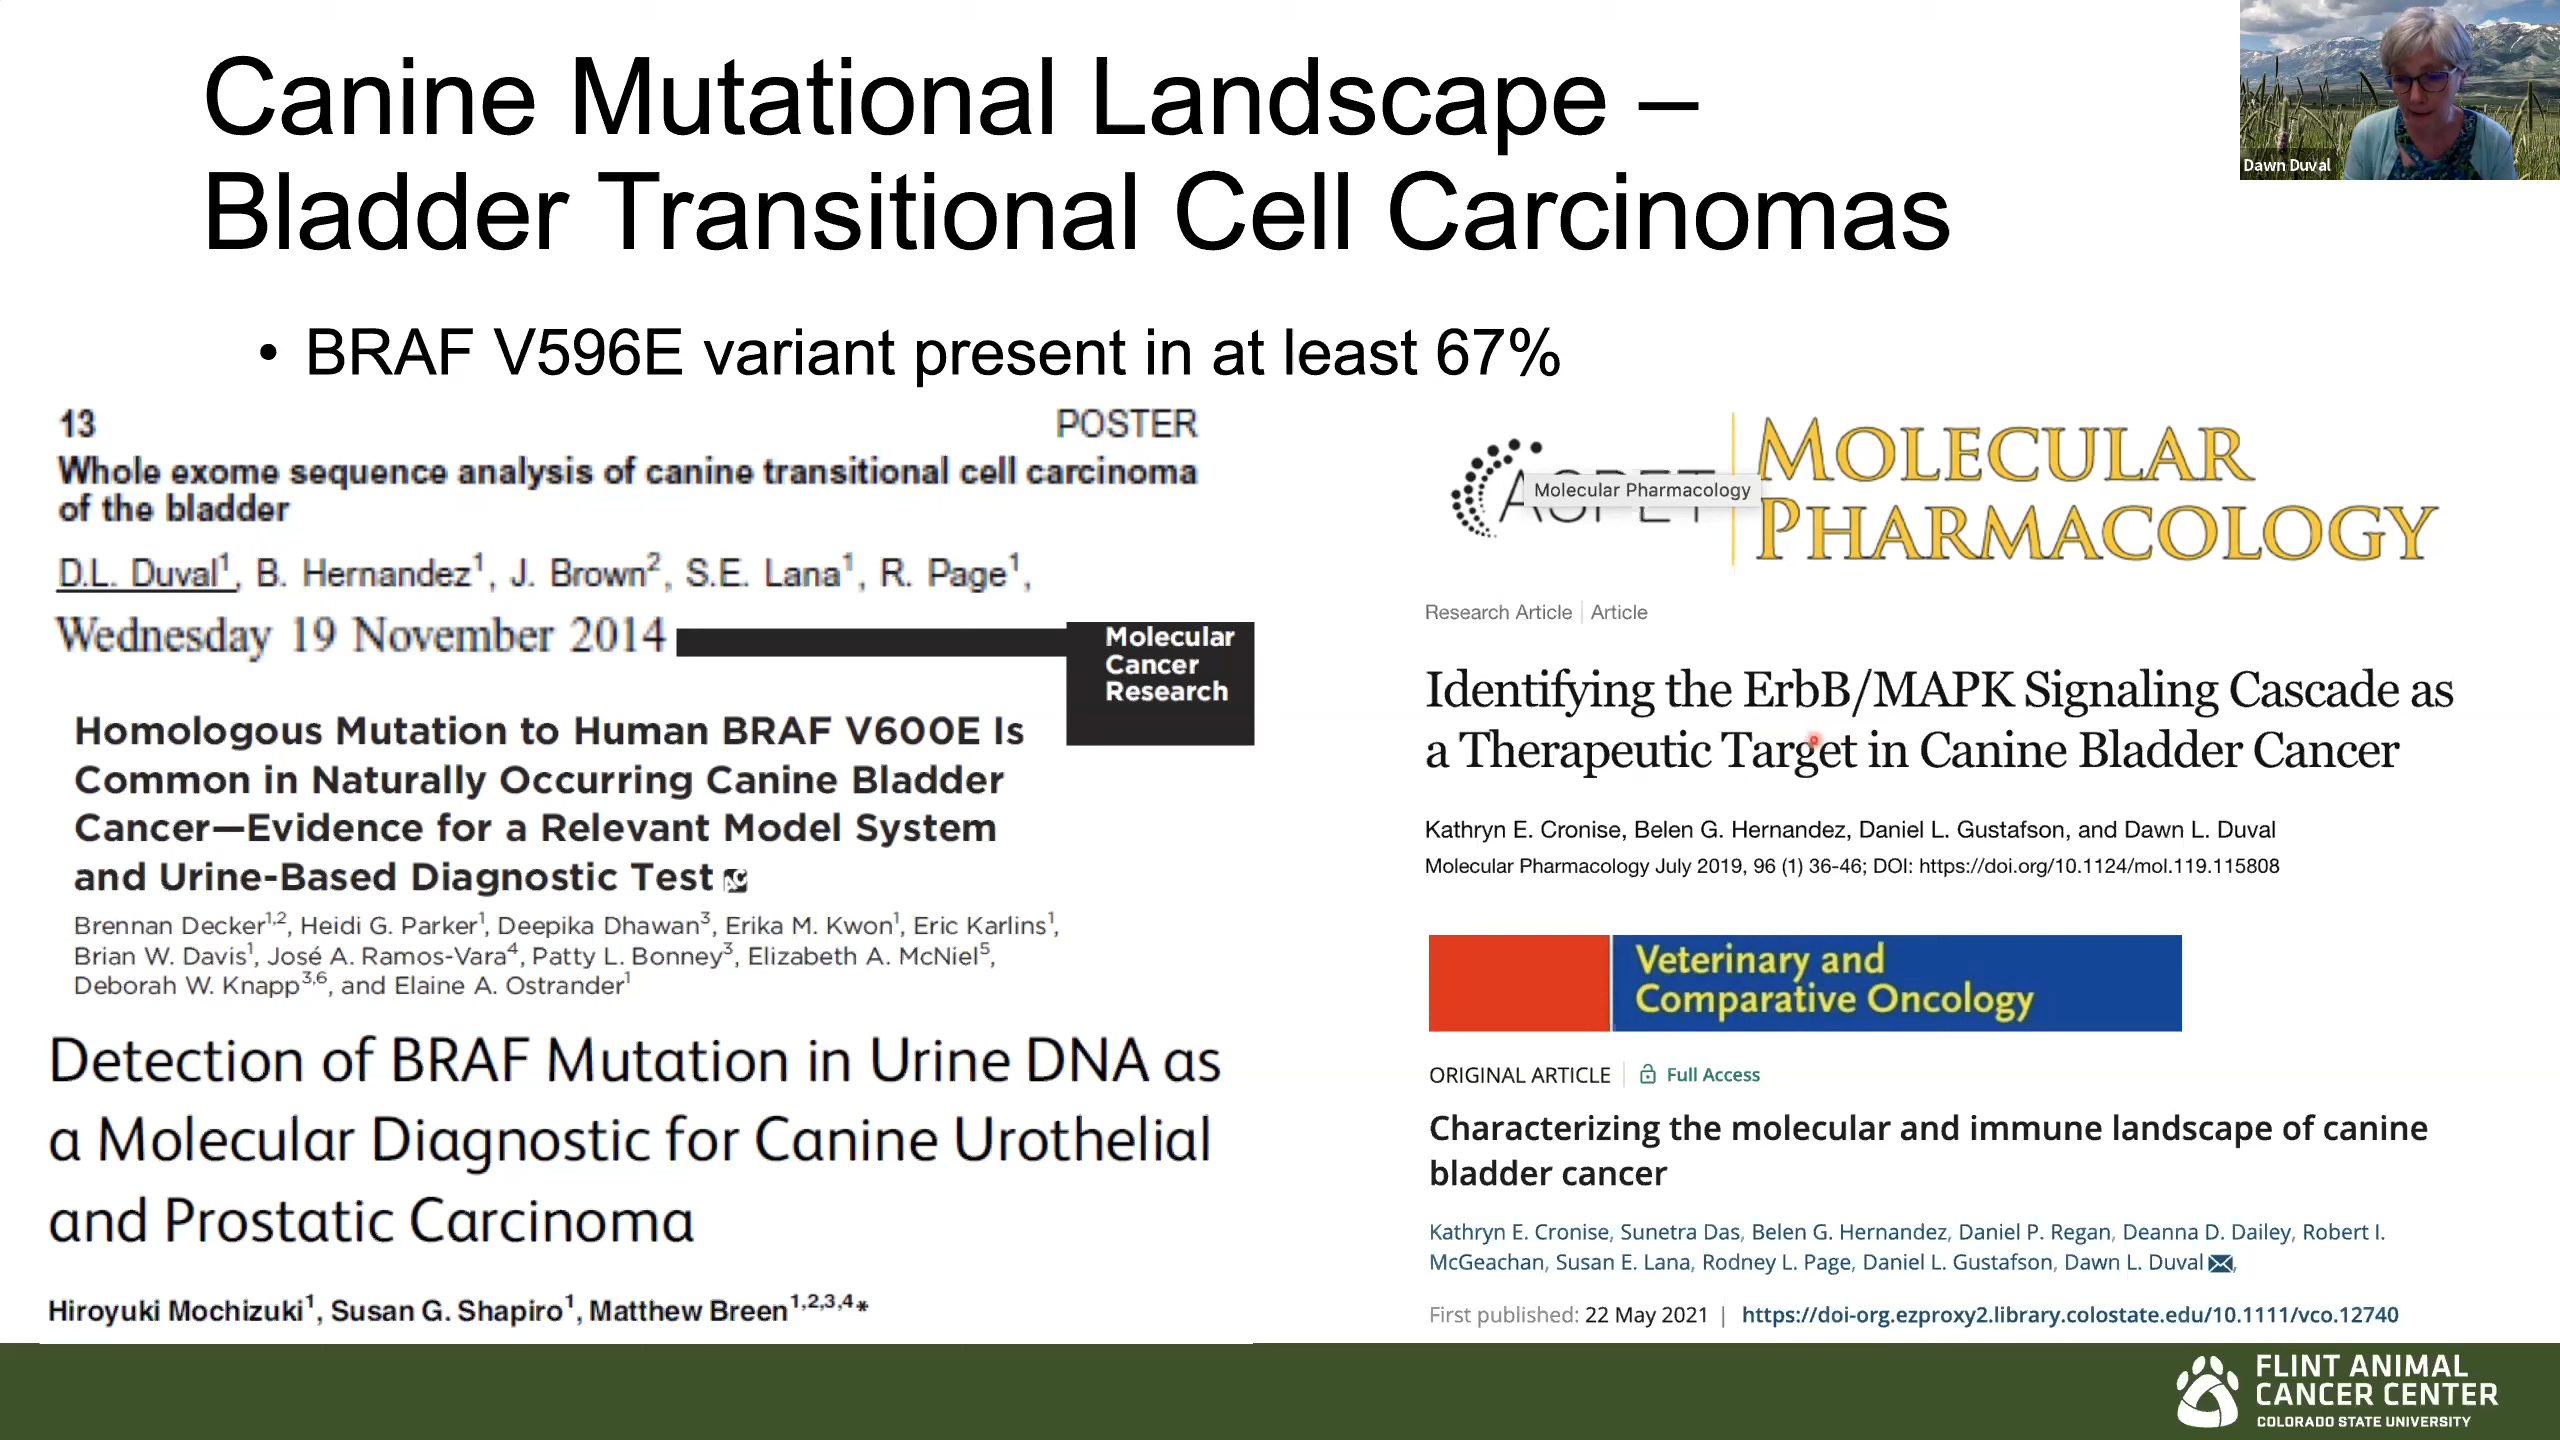 Canine Mutational Landscape –
Bladder Transitional Cell Carcinomas
Dawn Duval
• BRAF V596E variant present in at least 67%
13 POSTER
Whole exome sequence analysis of canine transitional cell carcinoma
of the bladder
D.L. Duval¹, B. Hernandez¹, J. Brown², S.E. Lana¹, R. Page¹,
Wednesday 19 November 2014
Molecular
Cancer
Research
Homologous Mutation to Human BRAF V600E Is
Common in Naturally Occurring Canine Bladder
Cancer—Evidence for a Relevant Model System
and Urine-Based Diagnostic Test AC
Brennan Decker¹,², Heidi G. Parker¹, Deepika Dhawan³, Erika M. Kwon¹, Eric Karlins¹,
Brian W. Davis¹, José A. Ramos-Vara⁴, Patty L. Bonney³, Elizabeth A. McNiel⁵,
Deborah W. Knapp³,⁶, and Elaine A. Ostrander¹
Detection of BRAF Mutation in Urine DNA as
a Molecular Diagnostic for Canine Urothelial
and Prostatic Carcinoma
Hiroyuki Mochizuki¹, Susan G. Shapiro¹, Matthew Breen¹,²,³,⁴*
ASPET
Molecular Pharmacology
MOLECULAR
PHARMACOLOGY
Research Article | Article
Identifying the ErbB/MAPK Signaling Cascade as
a Therapeutic Target in Canine Bladder Cancer
Kathryn E. Cronise, Belen G. Hernandez, Daniel L. Gustafson, and Dawn L. Duval
Molecular Pharmacology July 2019, 96 (1) 36-46; DOI: https://doi.org/10.1124/mol.119.115808
Veterinary and
Comparative Oncology
ORIGINAL ARTICLE | Full Access
Characterizing the molecular and immune landscape of canine
bladder cancer
Kathryn E. Cronise, Sunetra Das, Belen G. Hernandez, Daniel P. Regan, Deanna D. Dailey, Robert I.
McGeachan, Susan E. Lana, Rodney L. Page, Daniel L. Gustafson, Dawn L. Duval,
First published: 22 May 2021 | https://doi-org.ezproxy2.library.colostate.edu/10.1111/vco.12740
FLINT ANIMAL
CANCER CENTER
COLORADO STATE UNIVERSITY